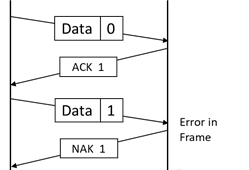 Data 0
ACK 1
Data 1
Error in
Frame
NAK 1